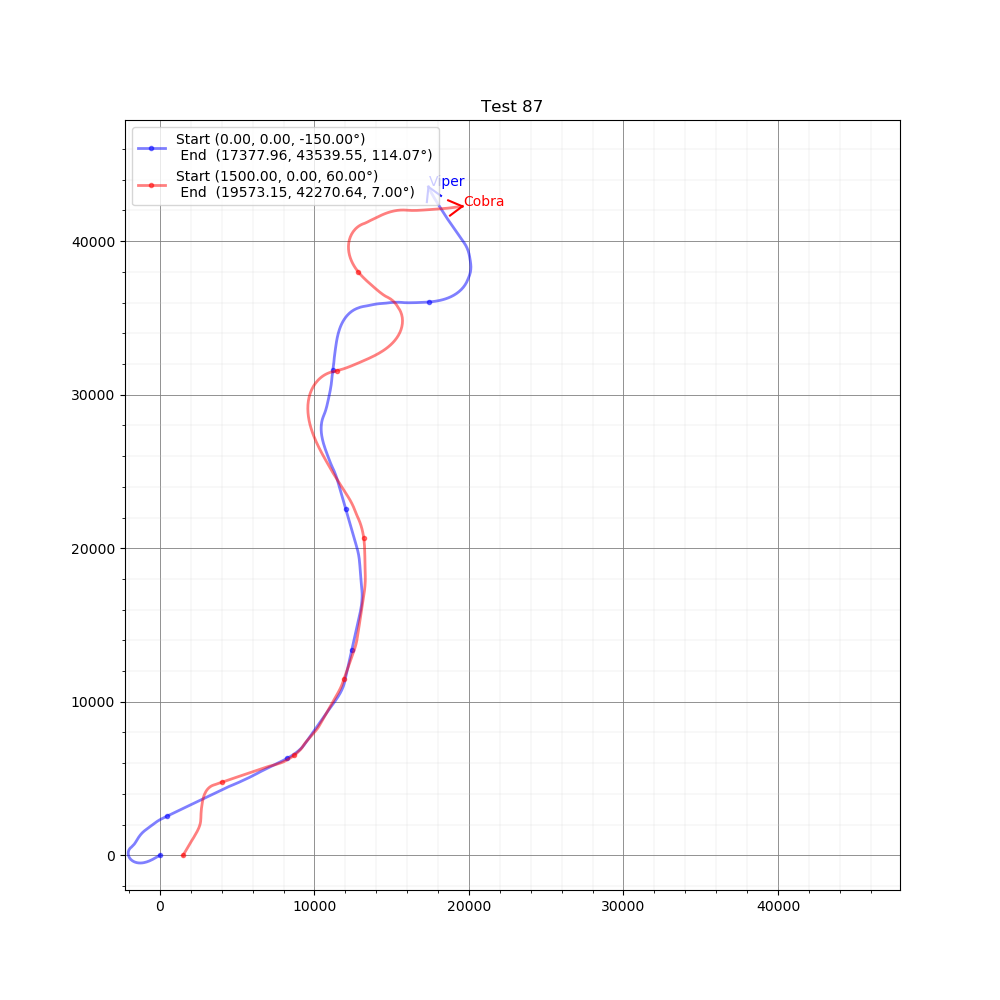 Test 87
Start (0.00, 0.00, -150.00°)
End (17377.96, 43539.55, 114.07°)
Start (1500.00, 0.00, 60.00°)
End (19573.15, 42270.64, 7.00°)
Viper
Cobra
40000
30000
20000
10000
0
0 10000 20000 30000 40000